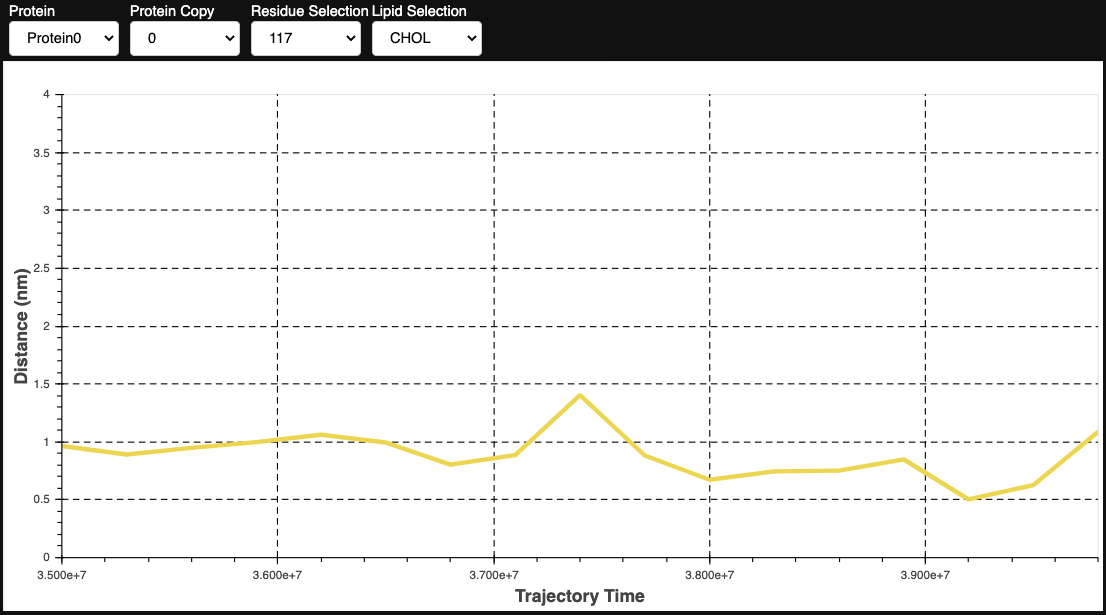 Protein Protein Copy Residue Selection Lipid Selection
Protein0 0 117 CHOL
4
3.5
3
2.5
2
1.5
1
0.5
0
Distance (nm)
3.500e+7 3.600e+7 3.700e+7 3.800e+7 3.900e+7
Trajectory Time